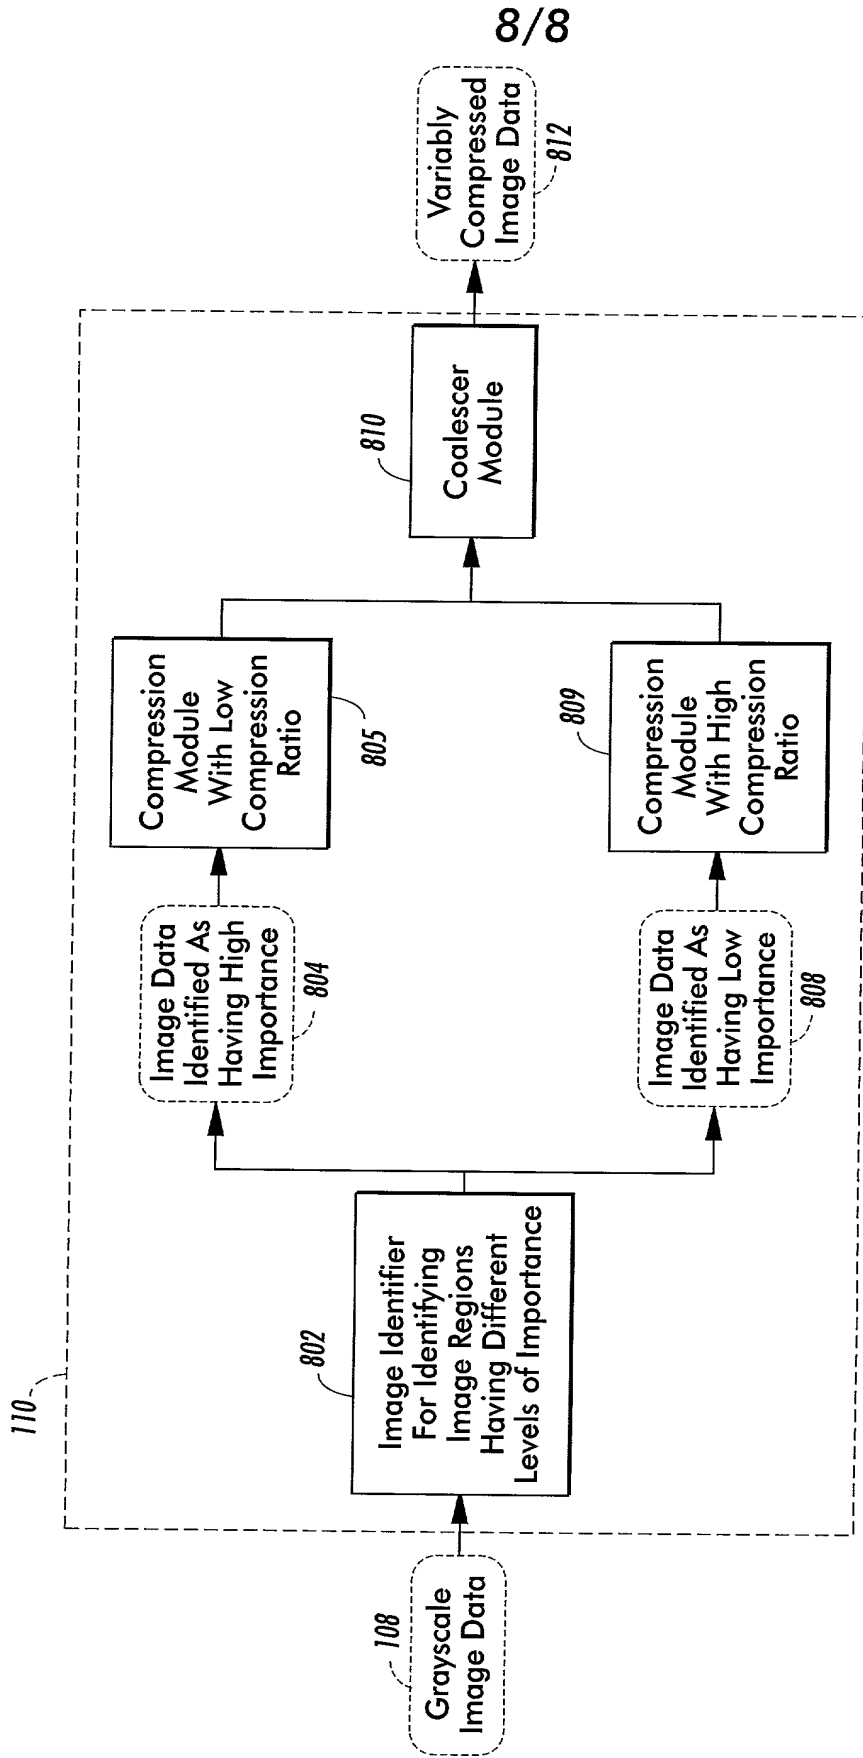 8/8
110
108
Grayscale
Image Data
802
Image Identifier
For Identifying
Image Regions
Having Different
Levels of Importance
Image Data
Identified As
Having High
Importance
804
Compression
Module
With Low
Compression
Ratio
805
Image Data
Identified As
Having Low
Importance
808
809
Compression
Module
With High
Compression
Ratio
810
Coalescer
Module
Variably
Compressed
Image Data
812